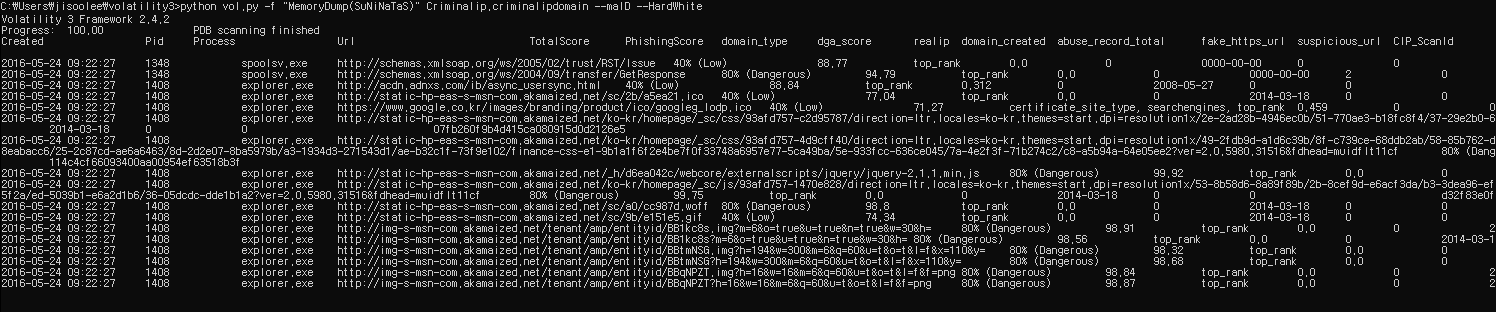 C:₩Users₩jisoolee₩volatility3>python vol.py -f "MemoryDump(SuNiNaTaS)" Criminalip.criminalipdomain --malD --HardWhite
Volatility 3 Framework 2.4.2
Progress: 100.00 PDB scanning finished
Created Pid Process Url TotalScore PhishingScore domain_type dga_score realip domain_created abuse_record_total fake_https_url suspicious_url CIP_ScanId
2016-05-24 09:22:27 1348 spoolsv.exe http://schemas.xmlsoap.org/ws/2005/02/trust/RST/Issue 40% (Low) 88.77 top_rank 0.0 0 0000-00-00 0 0
2016-05-24 09:22:27 1348 spoolsv.exe http://schemas.xmlsoap.org/ws/2004/09/transfer/GetResponse 80% (Dangerous) 94.79 top_rank 0.0 0 0000-00-00 2 0
2016-05-24 09:22:27 1408 explorer.exe http://acdn.adnxs.com/ib/async_usersync.html 40% (Low) 88.84 top_rank 0.312 0 2008-05-27 0 0
2016-05-24 09:22:27 1408 explorer.exe http://static-hp-eas-s-msn-com.akamaized.net/sc/2b/a5ea21.ico 40% (Low) 77.04 top_rank 0.0 0 2014-03-18 0 0
2016-05-24 09:22:27 1408 explorer.exe https://www.google.co.kr/images/branding/product/ico/googleg_lodp.ico 40% (Low) 71.27 certificate_site_type, searchengines, top_rank 0.459 0
2016-05-24 09:22:27 1408 explorer.exe http://static-hp-eas-s-msn-com.akamaized.net/ko-kr/homepage/_sc/css/93afd757-c2d95787/direction=ltr.locales=ko-kr.themes=start.dpi=resolution1x/2e-2ad28b-4946ec0b/51-770ae3-b18fc8f4/37-29e2b0-6
2014-03-18 0 0 07fb260f9b4d415ca080915d0d2126e5
2016-05-24 09:22:27 1408 explorer.exe http://static-hp-eas-s-msn-com.akamaized.net/ko-kr/homepage/_sc/css/93afd757-4d9cff40/direction=ltr.locales=ko-kr.themes=start.dpi=resolution1x/49-2fdb9d-a1d6c39b/8f-c739ce-68ddb2ab/58-85b762-d
8eabacc6/25-2c87cd-ae6a6463/8d-2d2e07-8ba5979b/a3-1934d3-271543d1/ae-b32c1f-73f9e102/finance-css-e1-9b1a1f6f2e4be7f0f33748a6957e77-5ca49ba/5e-933fcc-636ce045/7a-4e2f3f-71b274c2/c8-a5b94a-64e05ee2?ver=2.0.5980.31516&fdhead=muidflt11cf 80% (Dang
114c4cf66093400aa00954ef63518b3f
2016-05-24 09:22:27 1408 explorer.exe http://static-hp-eas-s-msn-com.akamaized.net/_h/d6ea042c/webcore/externalscripts/jquery/jquery-2.1.1.min.js 80% (Dangerous) 99.92 top_rank 0.0 0
2016-05-24 09:22:27 1408 explorer.exe http://static-hp-eas-s-msn-com.akamaized.net/ko-kr/homepage/_sc/js/93afd757-1470e828/direction=ltr.locales=ko-kr.themes=start.dpi=resolution1x/53-8b58d6-8a89f89b/2b-8cef9d-e6acf3da/b3-3dea96-ef
5f2a/ed-5039b1-e6a2d1b6/36-05dcdc-dde1b1a2?ver=2.0.5980.31516&fdhead=muidflt11cf 80% (Dangerous) 99.75 top_rank 0.0 0 2014-03-18 0 0 d32f83e0f
2016-05-24 09:22:27 1408 explorer.exe http://static-hp-eas-s-msn-com.akamaized.net/sc/a0/cc987d.woff 80% (Dangerous) 98.8 top_rank 0.0 0 2014-03-18 0 0
2016-05-24 09:22:27 1408 explorer.exe http://static-hp-eas-s-msn-com.akamaized.net/sc/9b/e151e5.gif 40% (Low) 74.34 top_rank 0.0 0 2014-03-18 0 0
2016-05-24 09:22:27 1408 explorer.exe http://img-s-msn-com.akamaized.net/tenant/amp/entityid/BB1kc8s.img?m=6&o=true&u=true&n=true&w=30&h= 80% (Dangerous) 98.91 top_rank 0.0 0 2
2016-05-24 09:22:27 1408 explorer.exe http://img-s-msn-com.akamaized.net/tenant/amp/entityid/BB1kc8s?m=6&o=true&u=true&n=true&w=30&h= 80% (Dangerous) 98.56 top_rank 0.0 0 2014-03-1
2016-05-24 09:22:27 1408 explorer.exe http://img-s-msn-com.akamaized.net/tenant/amp/entityid/BBtmNSG.img?h=194&w=300&m=6&q=60&u=t&o=t&l=f&x=110&y= 80% (Dangerous) 98.32 top_rank 0.0 0
2016-05-24 09:22:27 1408 explorer.exe http://img-s-msn-com.akamaized.net/tenant/amp/entityid/BBtmNSG?h=194&w=300&m=6&q=60&u=t&o=t&l=f&x=110&y= 80% (Dangerous) 98.63 top_rank 0.0 0
2016-05-24 09:22:27 1408 explorer.exe http://img-s-msn-com.akamaized.net/tenant/amp/entityid/BBqNPZT.img?h=16&w=16&m=6&q=60&u=t&o=t&l=f&f=png 80% (Dangerous) 98.84 top_rank 0.0 0 2
2016-05-24 09:22:27 1408 explorer.exe http://img-s-msn-com.akamaized.net/tenant/amp/entityid/BBqNPZT?h=16&w=16&m=6&q=60&u=t&o=t&l=f&f=png 80% (Dangerous) 98.87 top_rank 0.0 0 2